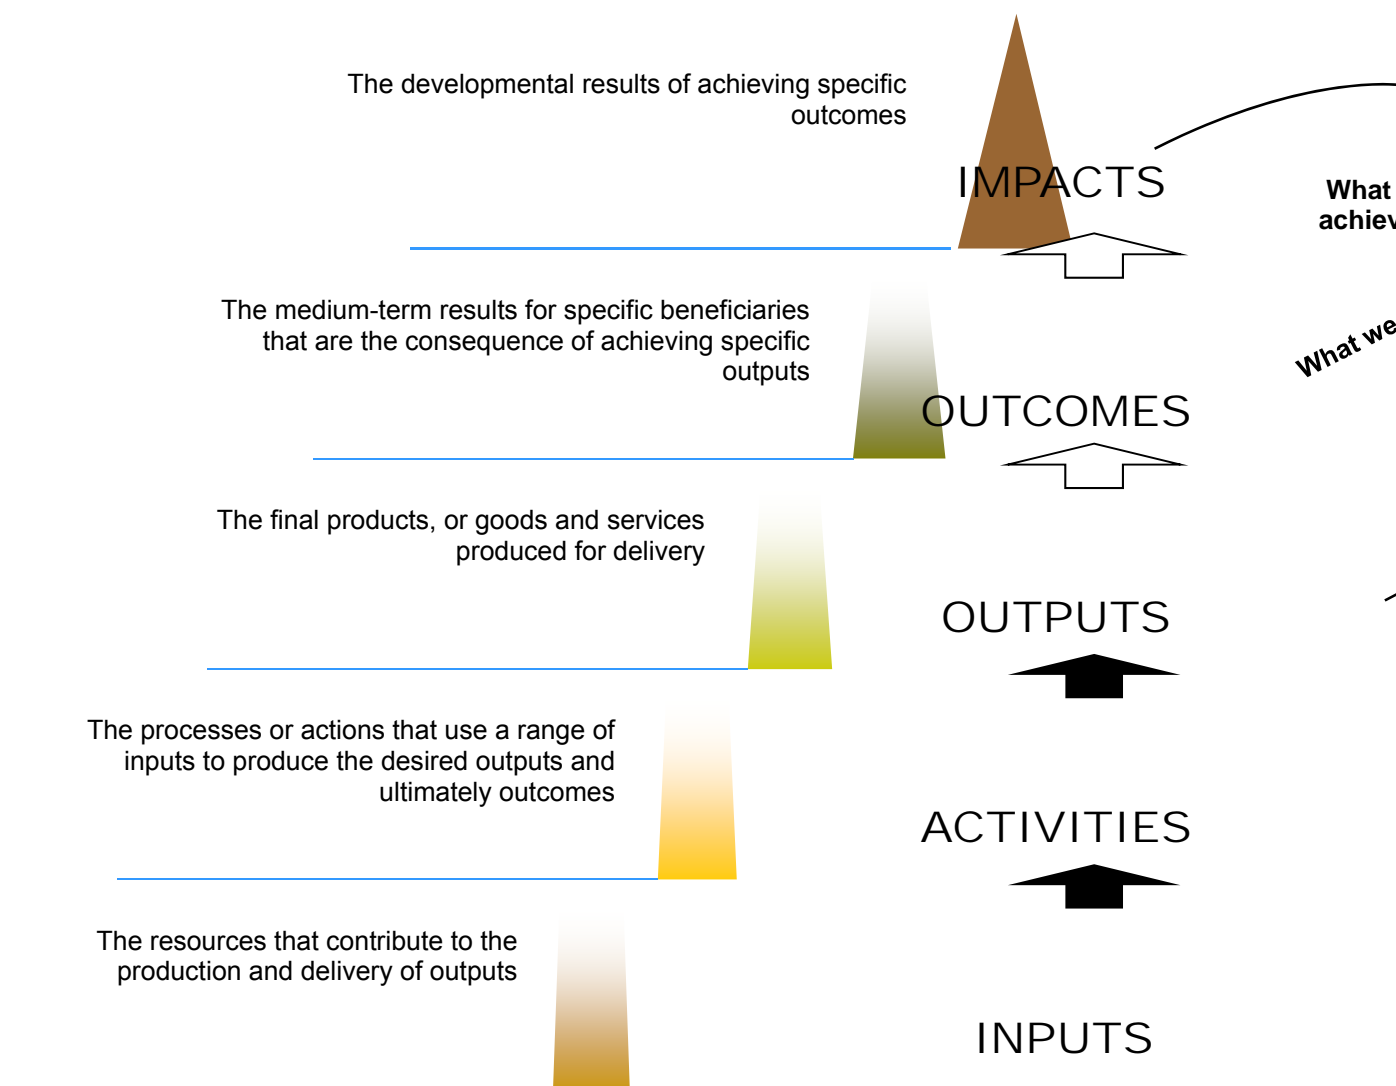 The developmental results of achieving specific
outcomes
IMPACTS
What
achiev
The medium-term results for specific beneficiaries
that are the consequence of achieving specific
outputs
What we
OUTCOMES
The final products, or goods and services
produced for delivery
OUTPUTS
The processes or actions that use a range of
inputs to produce the desired outputs and
ultimately outcomes
ACTIVITIES
The resources that contribute to the
production and delivery of outputs
INPUTS